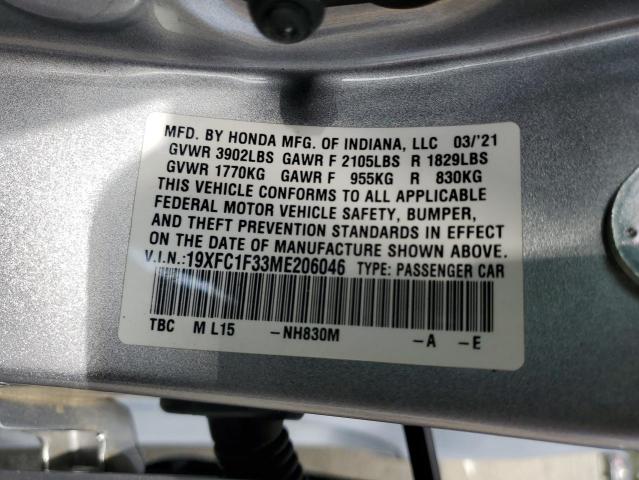 MFD. BY HONDA MFG. OF INDIANA, LLC 03/'21
GVWR 3902LBS GAWR F 2105LBS R 1829LBS
GVWR 1770KG GAWR F 955KG R 830KG
THIS VEHICLE CONFORMS TO ALL APPLICABLE
FEDERAL MOTOR VEHICLE SAFETY, BUMPER,
AND THEFT PREVENTION STANDARDS IN EFFECT
ON THE DATE OF MANUFACTURE SHOWN ABOVE.
V.I.N.:19XFC1F33ME206046 TYPE: PASSENGER CAR
TBC M L15 -NH830M -A -E